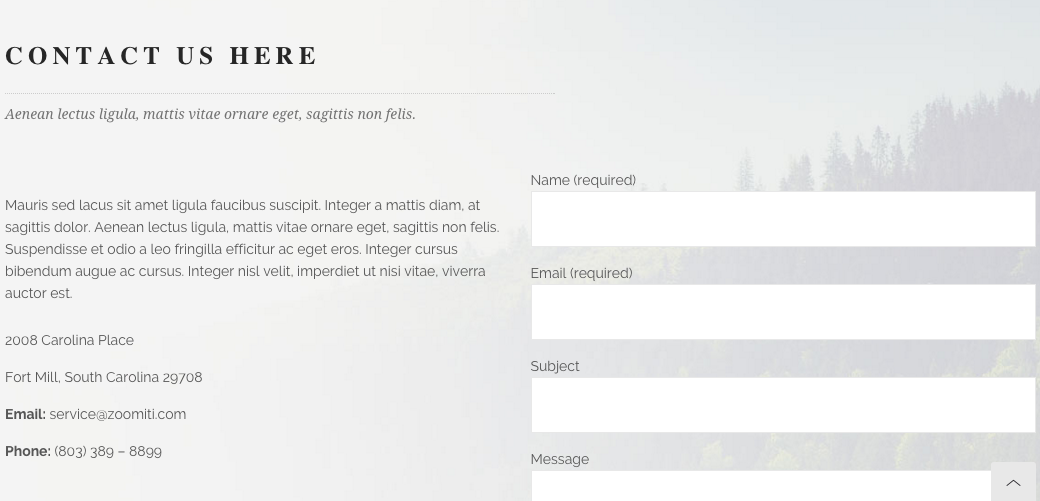 CONTACT US HERE
Aenean lectus ligula, mattis vitae ornare eget, sagittis non felis.
Mauris sed lacus sit amet ligula faucibus suscipit. Integer a mattis diam, at
sagittis dolor. Aenean lectus ligula, mattis vitae ornare eget, sagittis non felis.
Suspendisse et odio a leo fringilla efficitur ac eget eros. Integer cursus
bibendum augue ac cursus. Integer nisl velit, imperdiet ut nisi vitae, viverra
auctor est.
2008 Carolina Place
Fort Mill, South Carolina 29708
Email: service@zoomiti.com
Phone: (803) 389 – 8899
Name (required)
Email (required)
Subject
Message